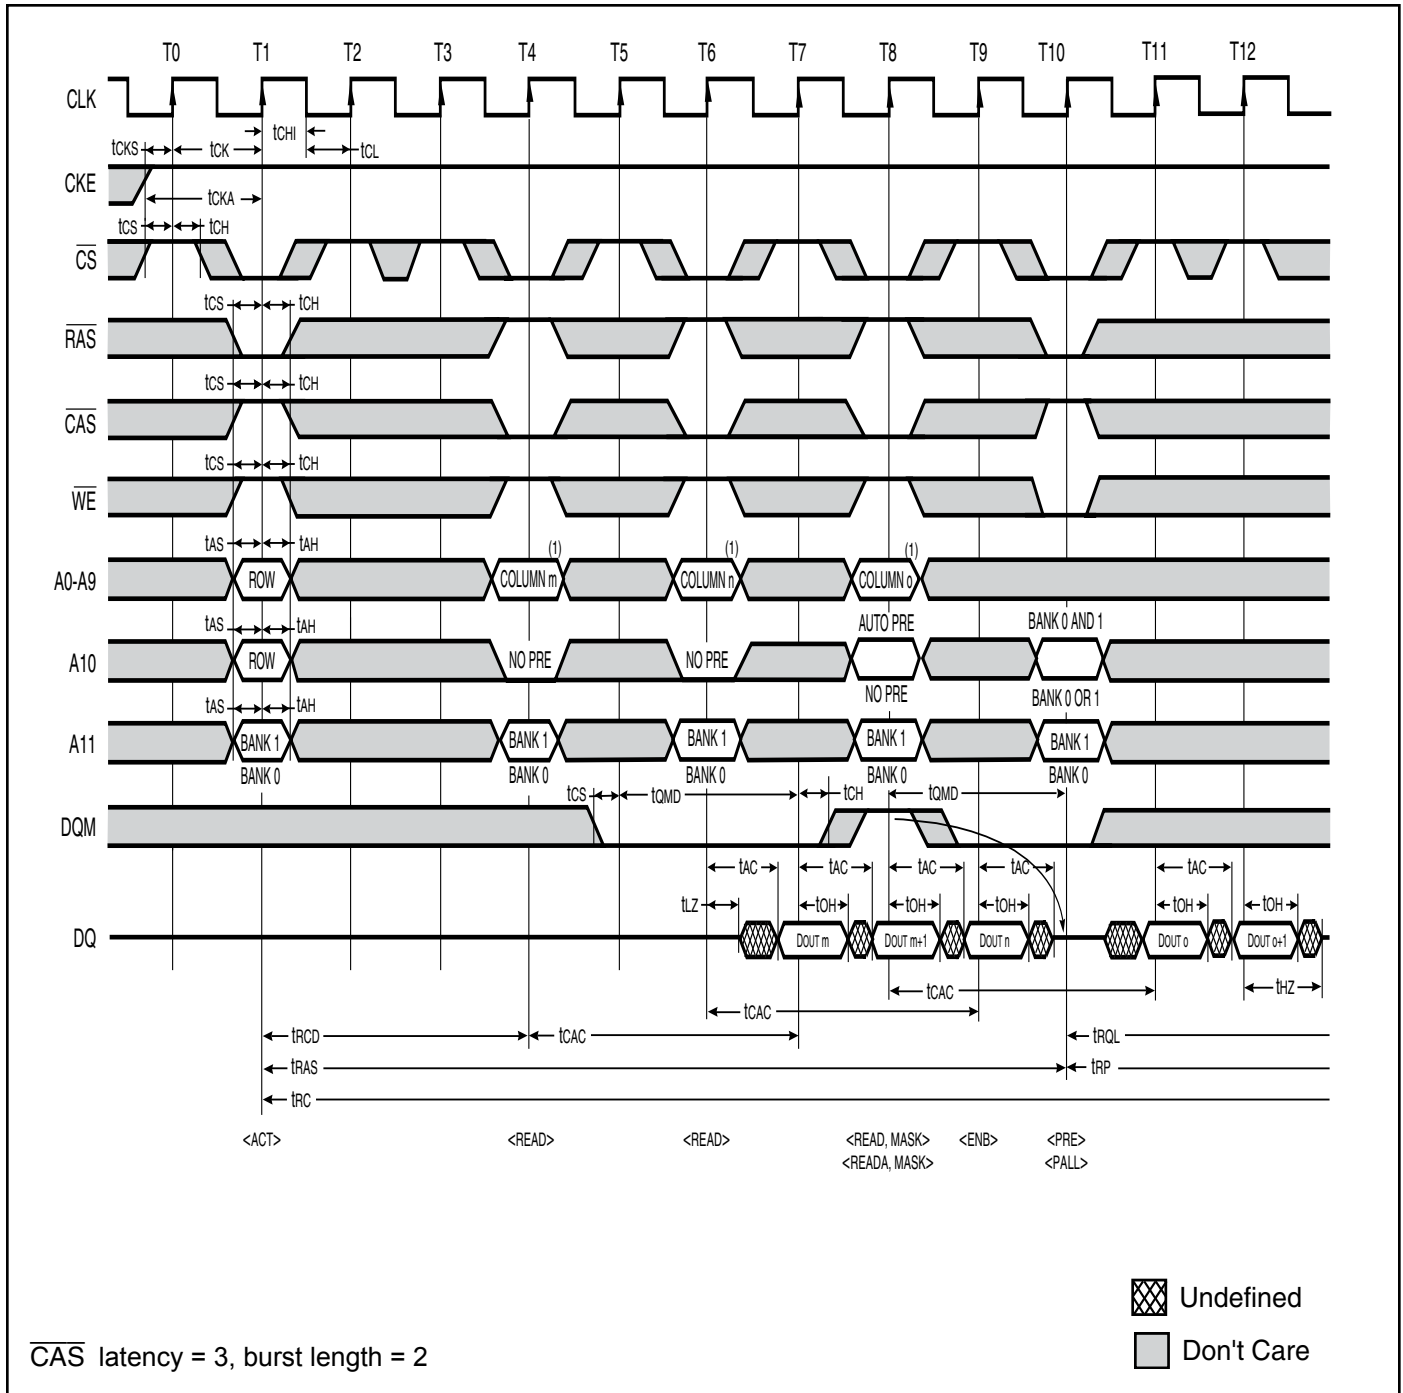 T0 T1 T2 T3 T4 T5 T6 T7 T8 T9 T10 T11 T12
CLK
tCHI
tCKS tCK tCL
CKE
tCKA
tCS tCH
CS
tCS tCH
RAS
tCS tCH
CAS
tCS tCH
WE
tAS tAH (1) (1) (1)
A0-A9 ROW COLUMN m COLUMN n COLUMN o
tAS tAH AUTO PRE BANK 0 AND 1
A10 ROW NO PRE NO PRE
tAS tAH NO PRE BANK 0 OR 1
A11 BANK 1 BANK 1 BANK 1 BANK 1 BANK 1
BANK 0 BANK 0 BANK 0 BANK 0 BANK 0
tCS tQMD tCH tQMD
DQM
tAC tAC tAC tAC tAC
tLZ tOH tOH tOH tOH tOH
DQ DOUT m DOUT m+1 DOUT n DOUT o DOUT o+1
tCAC tHZ
tCAC
tRCD tCAC tRQL
tRAS tRP
tRC
<ACT> <READ> <READ> <READ, MASK> <ENB> <PRE>
<READA, MASK> <PALL>
Undefined
Don't Care
CAS latency = 3, burst length = 2